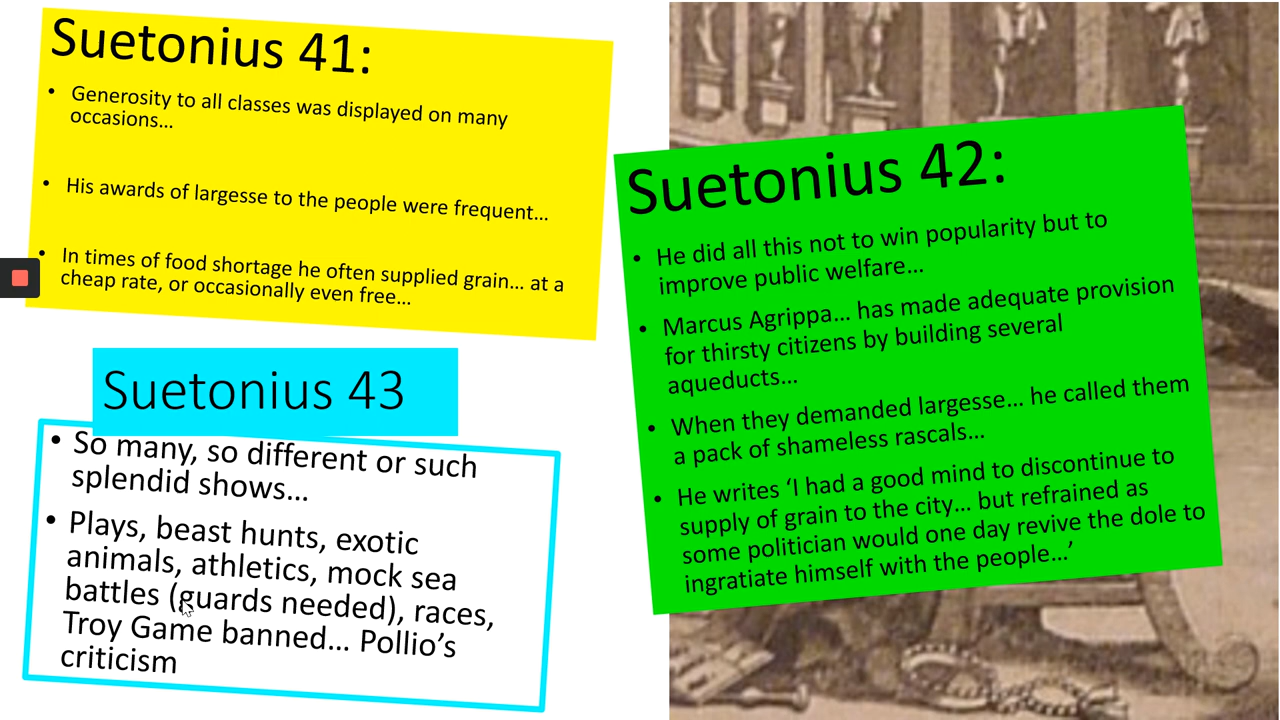 Suetonius 41:
• Generosity to all classes was displayed on many
occasions…
• His awards of largesse to the people were frequent…
• In times of food shortage he often supplied grain… at a
cheap rate, or occasionally even free…
Suetonius 42:
• He did all this not to win popularity but to
improve public welfare…
• Marcus Agrippa… has made adequate provision
for thirsty citizens by building several
aqueducts…
• When they demanded largesse… he called them
a pack of shameless rascals…
• He writes ‘I had a good mind to discontinue to
supply of grain to the city… but refrained as
some politician would one day revive the dole to
ingratiate himself with the people…’
Suetonius 43
• So many, so different or such
splendid shows…
• Plays, beast hunts, exotic
animals, athletics, mock sea
battles (guards needed), races,
Troy Game banned… Pollio’s
criticism